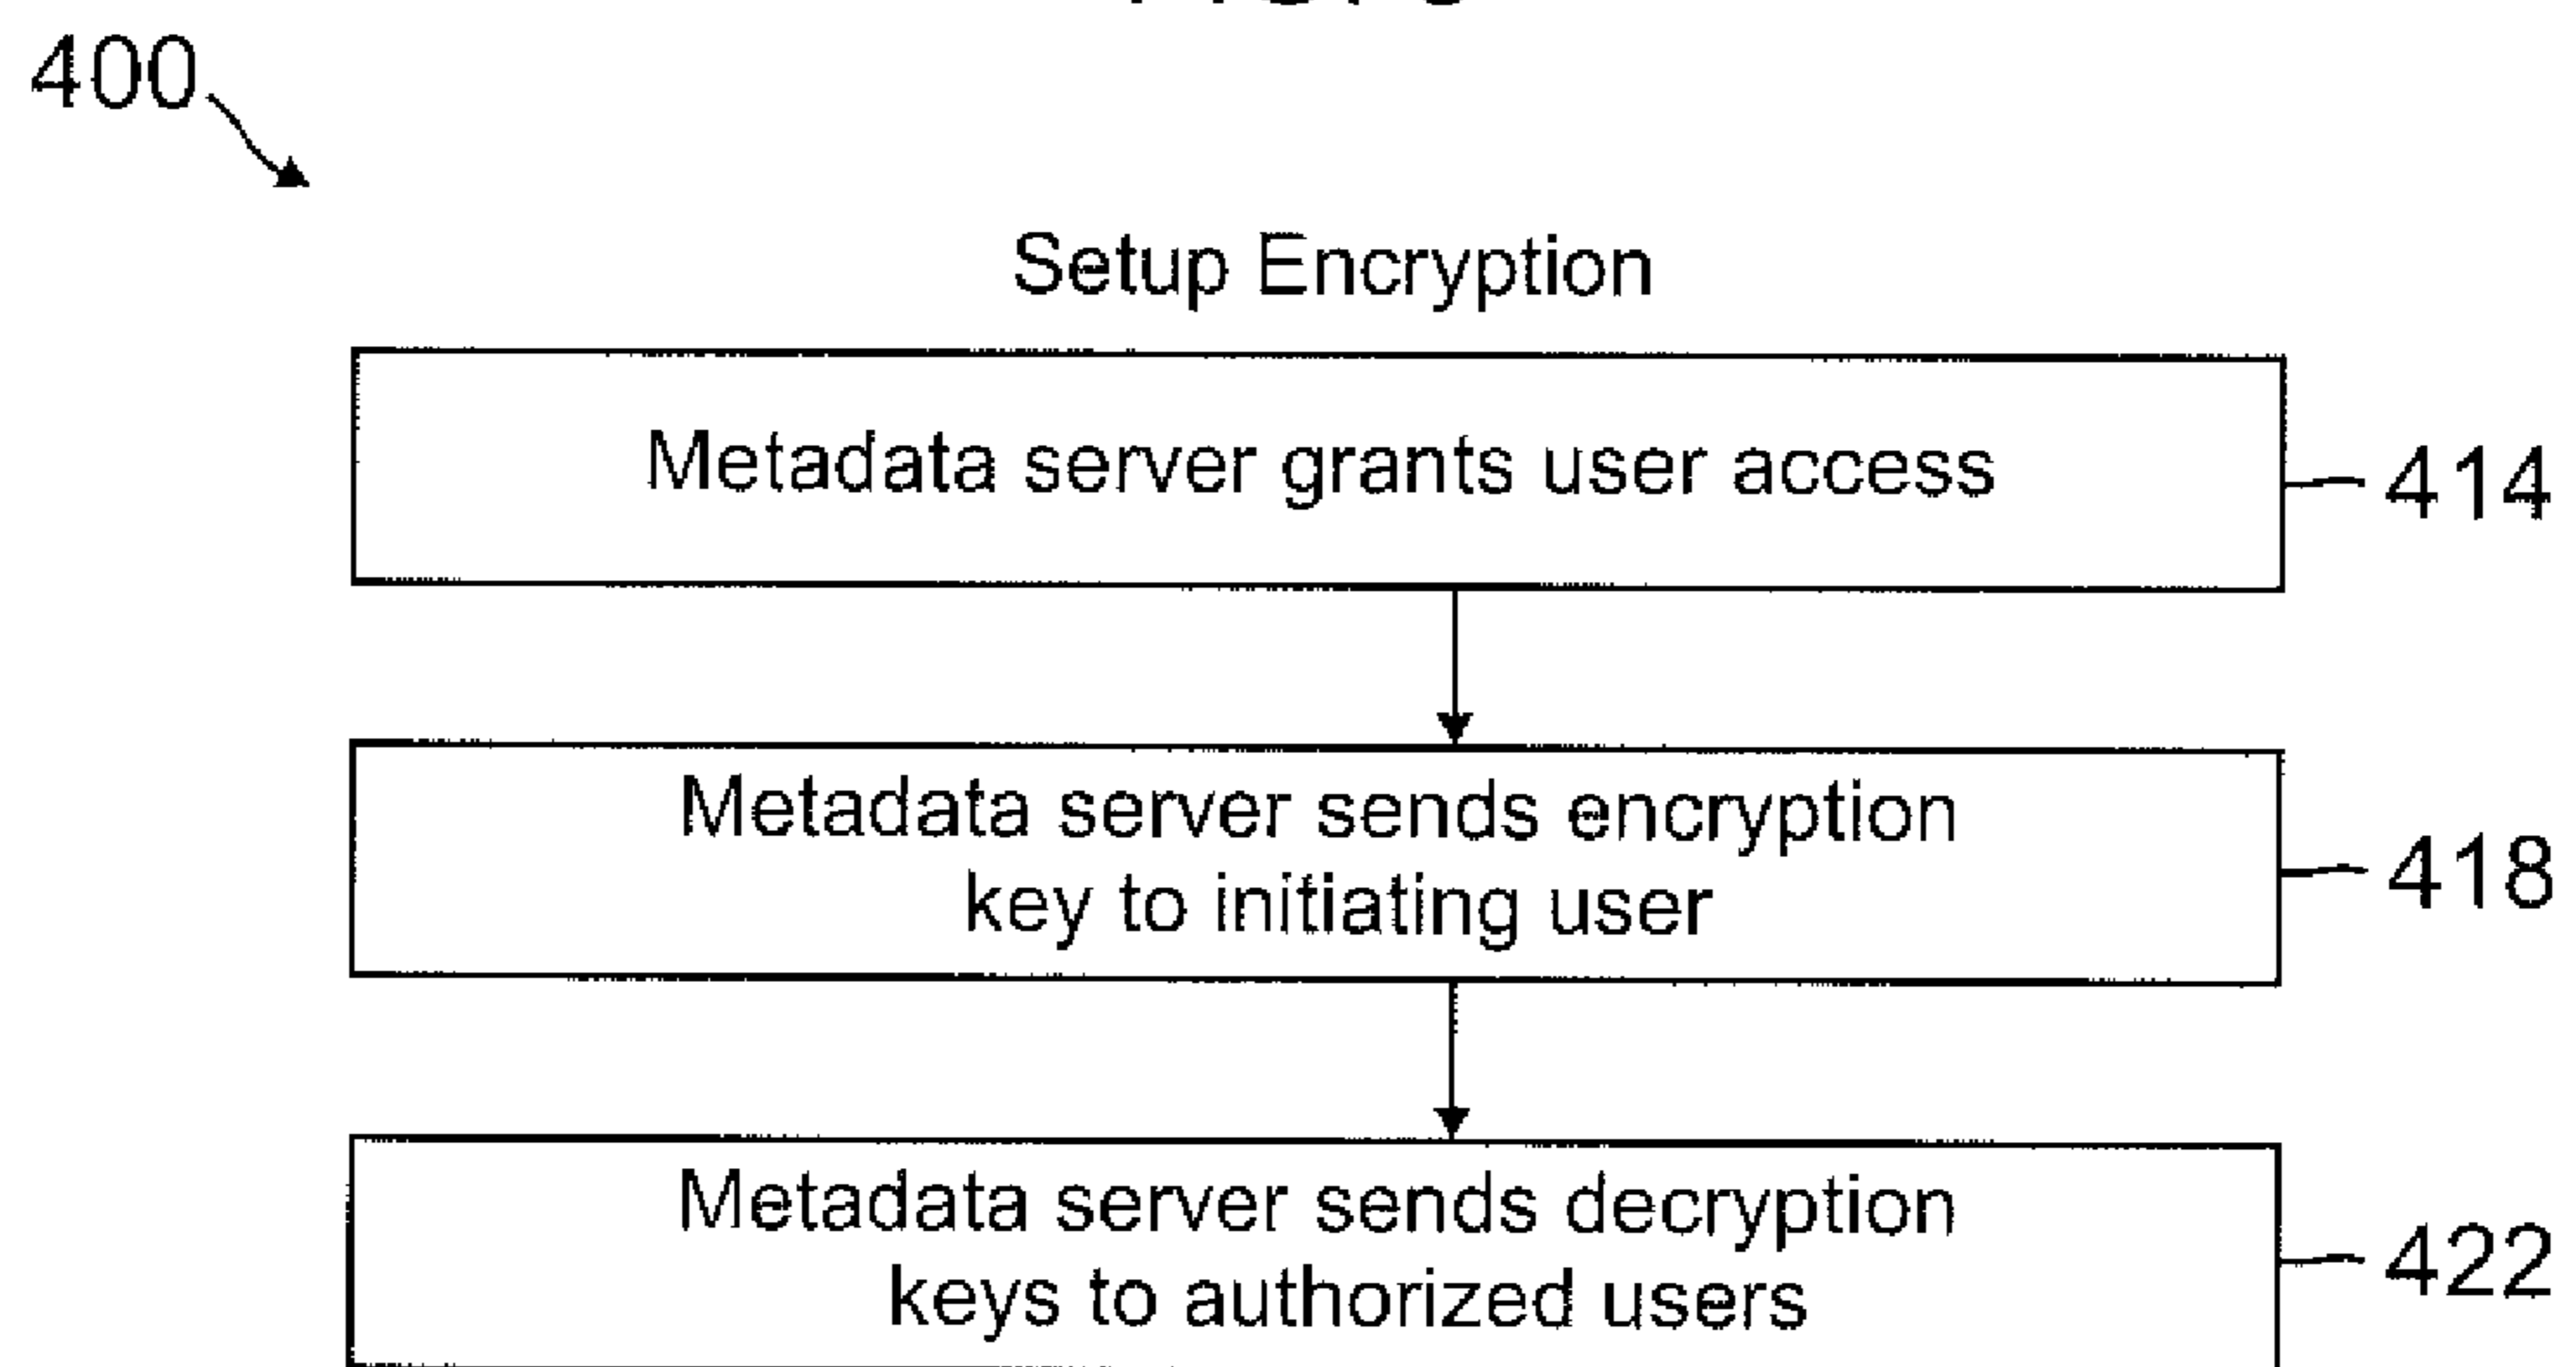 400
Setup Encryption
Metadata server grants user access
414
Metadata server sends encryption
key to initiating user
418
Metadata server sends decryption
keys to authorized users
422